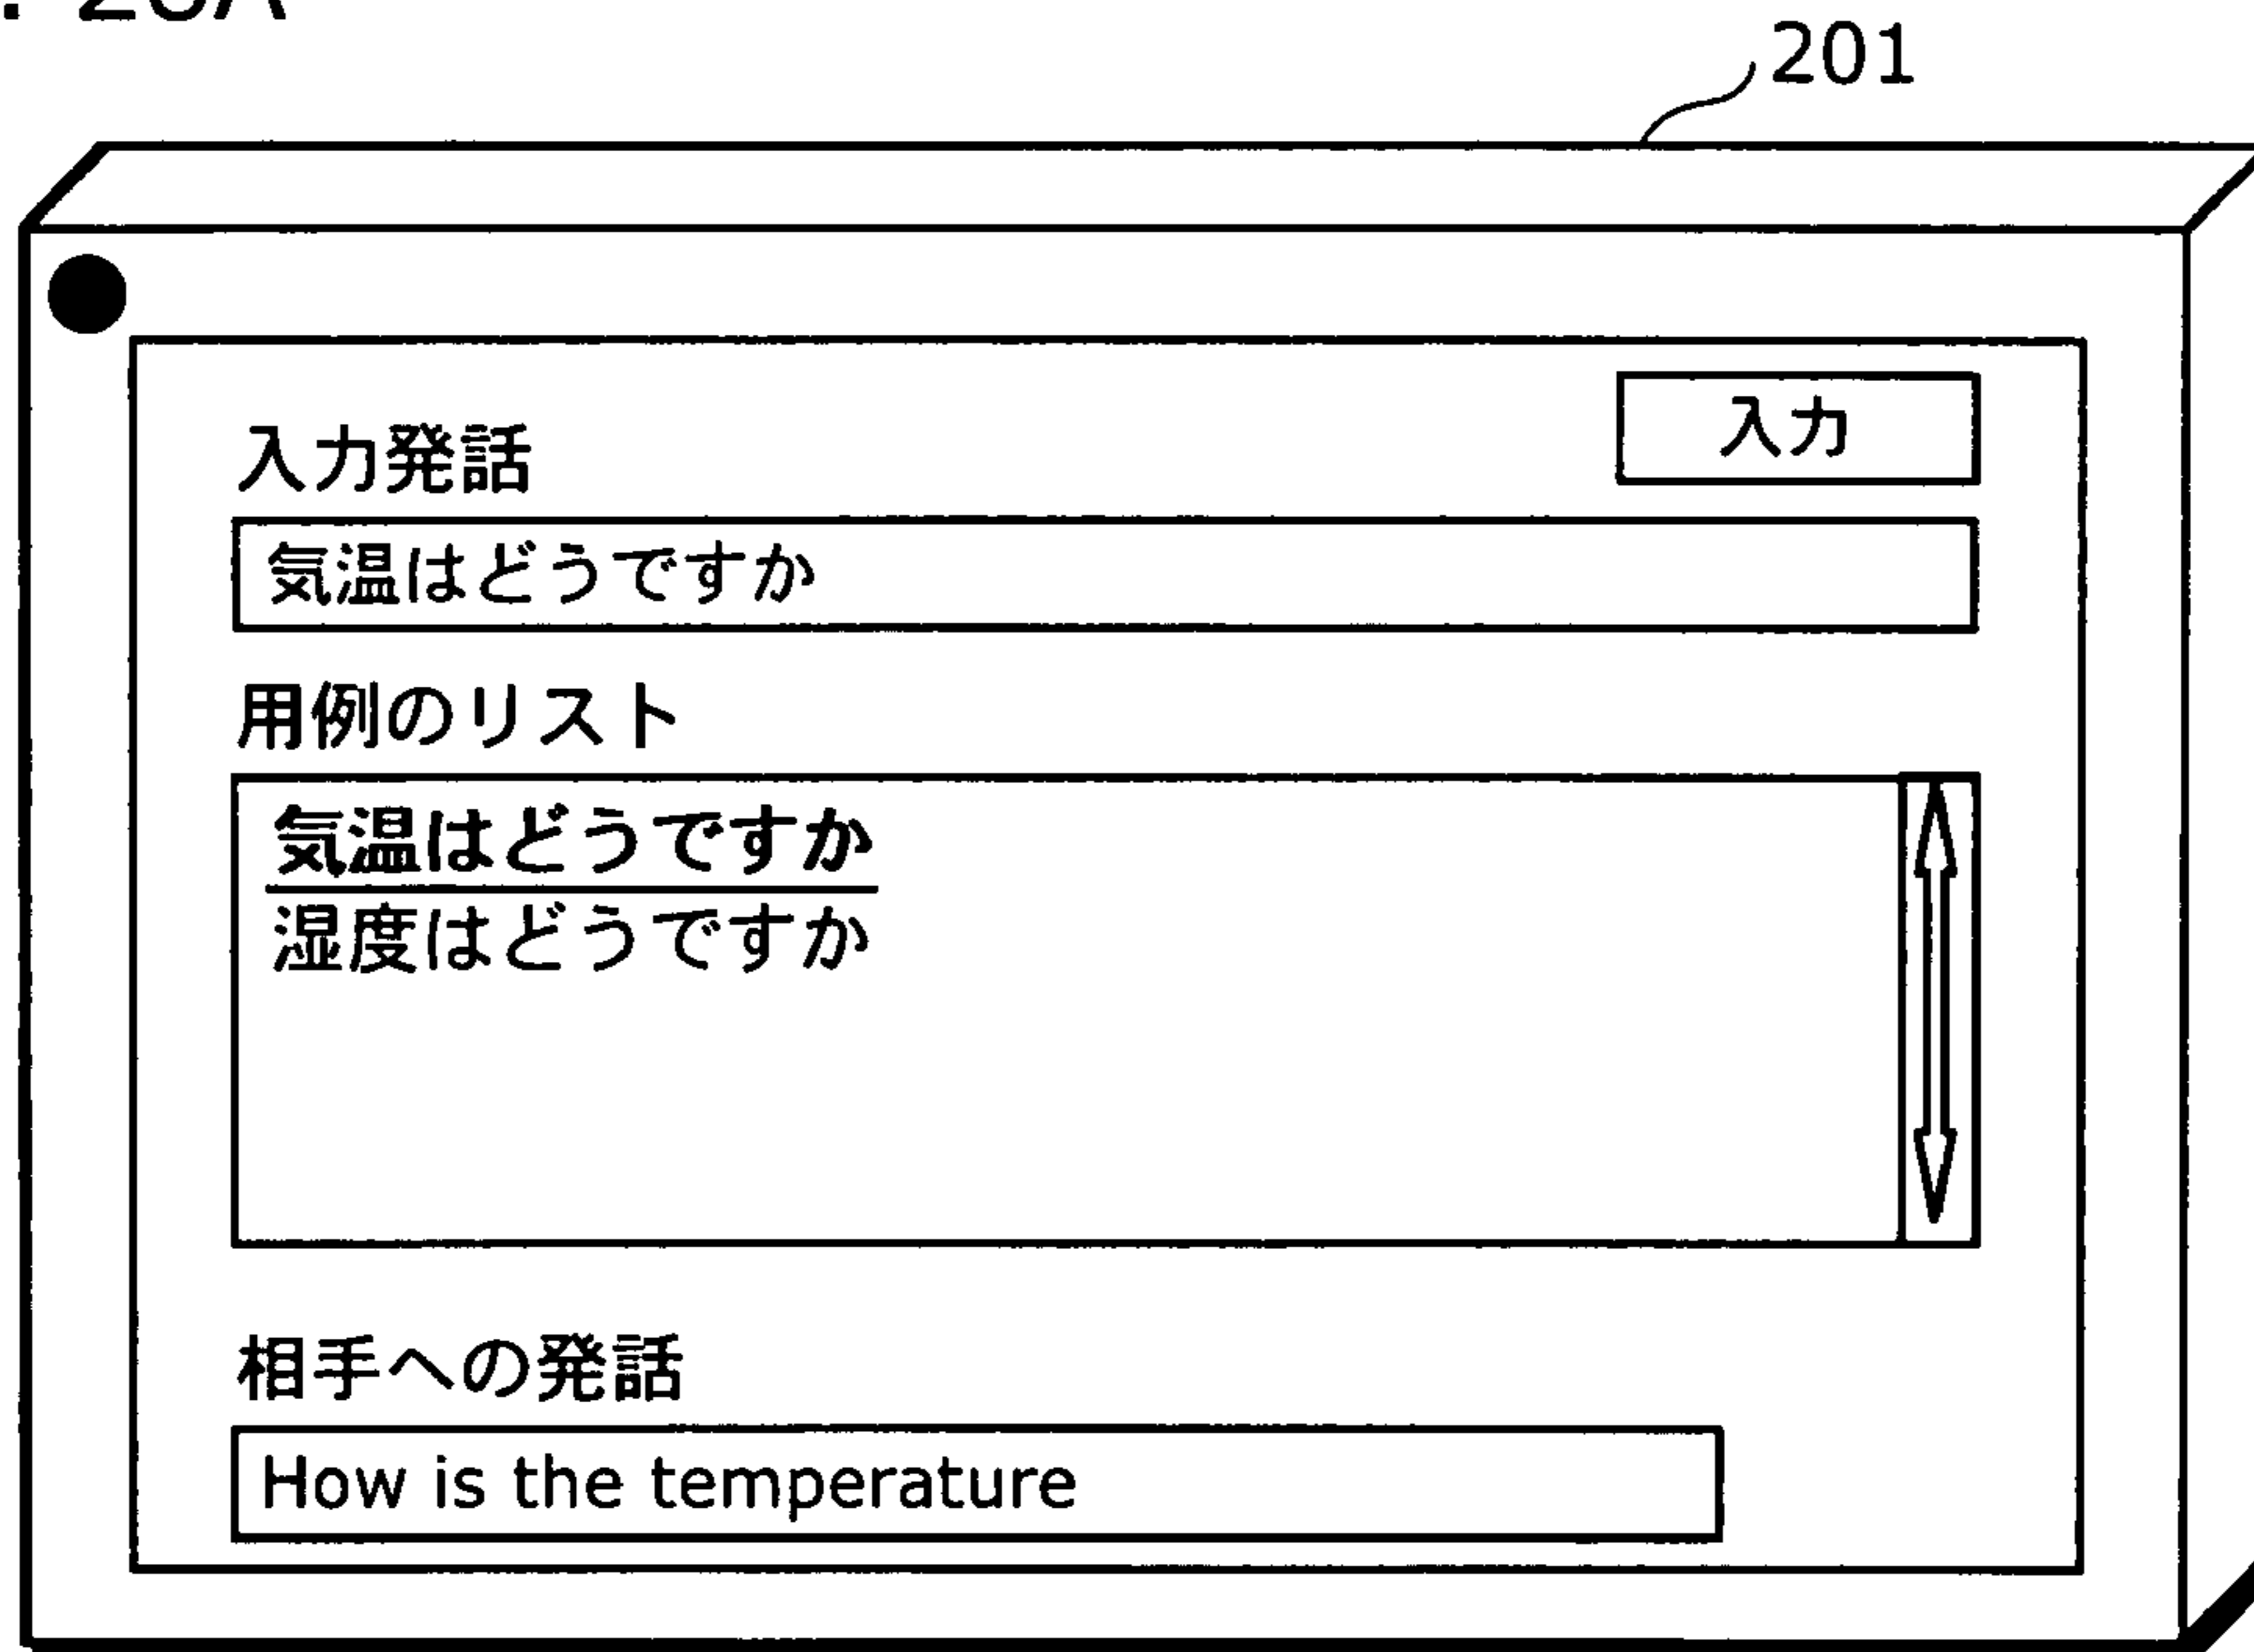 201
入力発話
入力
気温はどうですか
用例のリスト
気温はどうですか
湿度はどうですか
相手への発話
How is the temperature